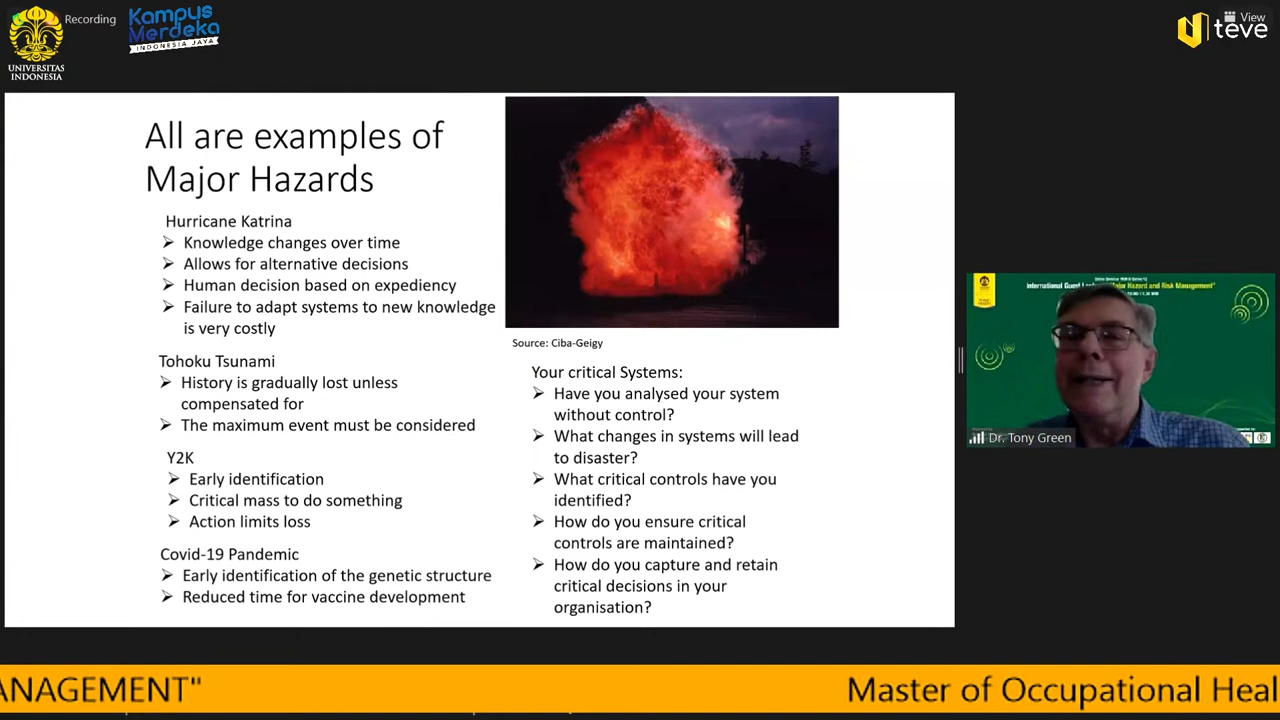 Recording
UNIVERSITAS
INDONESIA
Kampus
Merdeka
INDONESIA JAYA
View
teve
All are examples of
Major Hazards
Hurricane Katrina
➢ Knowledge changes over time
➢ Allows for alternative decisions
➢ Human decision based on expediency
➢ Failure to adapt systems to new knowledge
is very costly
Tohoku Tsunami
➢ History is gradually lost unless
compensated for
➢ The maximum event must be considered
Y2K
➢ Early identification
➢ Critical mass to do something
➢ Action limits loss
Covid-19 Pandemic
➢ Early identification of the genetic structure
➢ Reduced time for vaccine development
Source: Ciba-Geigy
Your critical Systems:
➢ Have you analysed your system
without control?
➢ What changes in systems will lead
to disaster?
➢ What critical controls have you
identified?
➢ How do you ensure critical
controls are maintained?
➢ How do you capture and retain
critical decisions in your
organisation?
International Guest Major Hazard and Risk Management"
Dr. Tony Green
ANAGEMENT"
Master of Occupational Heal